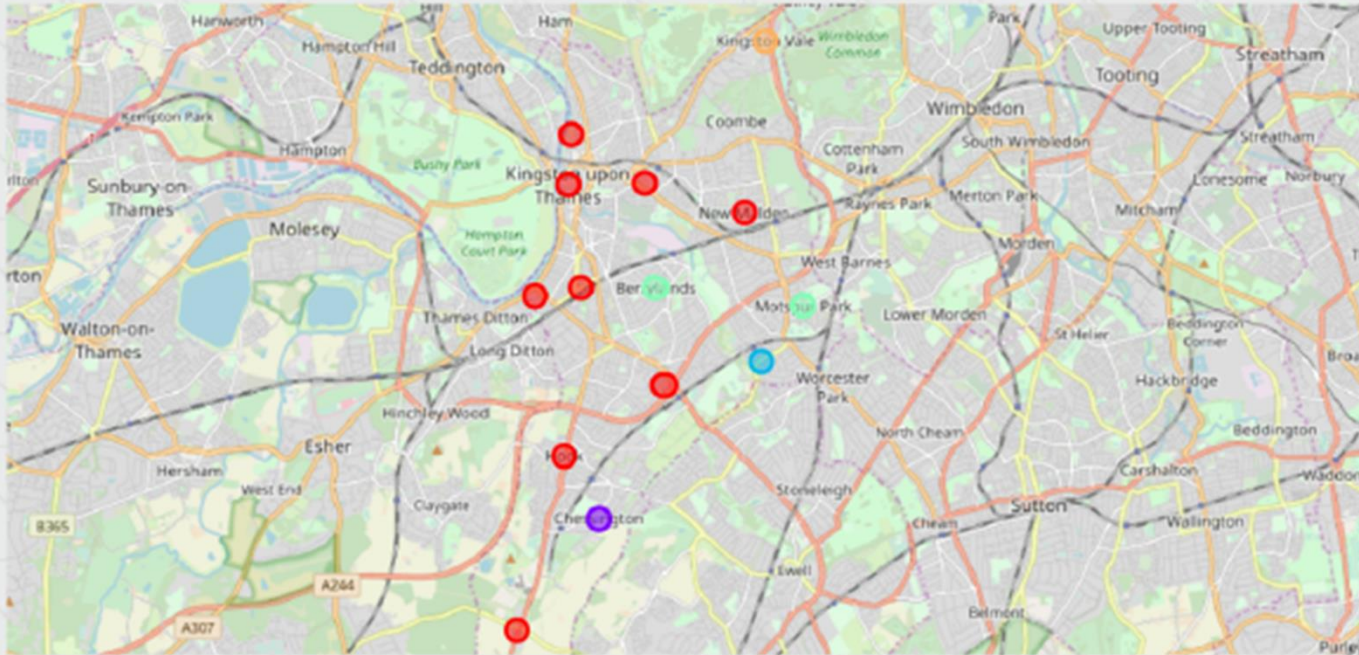 Hanworth
Hill
Ham
Park
Upper Tooting
Hampton Hill
Kingston Vale
Wimbledon
Common
Streatham
Teddington
Tooting
Kempton Park
Coombe
Wimbledon
Streatham
Hampton
Cottenham
Park
South Wimbledon
Bushy Park
Kingston upon
Thames
Sunbury-on-
Thames
Lonesome
Norbury
Merton Park
Raynes Park
Mitcham
New Malden
Molesey
Hampton
Court Park
Morden
West Barnes
rton
Berrylands
Motspur Park
Thames Ditton
Lower Morden
Walton-on-
Thames
Beddington
Corner
St Helier
Long Ditton
Worcester
Park
Hackbridge
Hinchley Wood
Esher
North Cheam
Beddington
Hook
Hersham
Carshalton
Waddon
West End
Claygate
Stoneleigh
Sutton
B365
Chessington
Cheam
Wallington
Ewell
A244
Belmont
A307